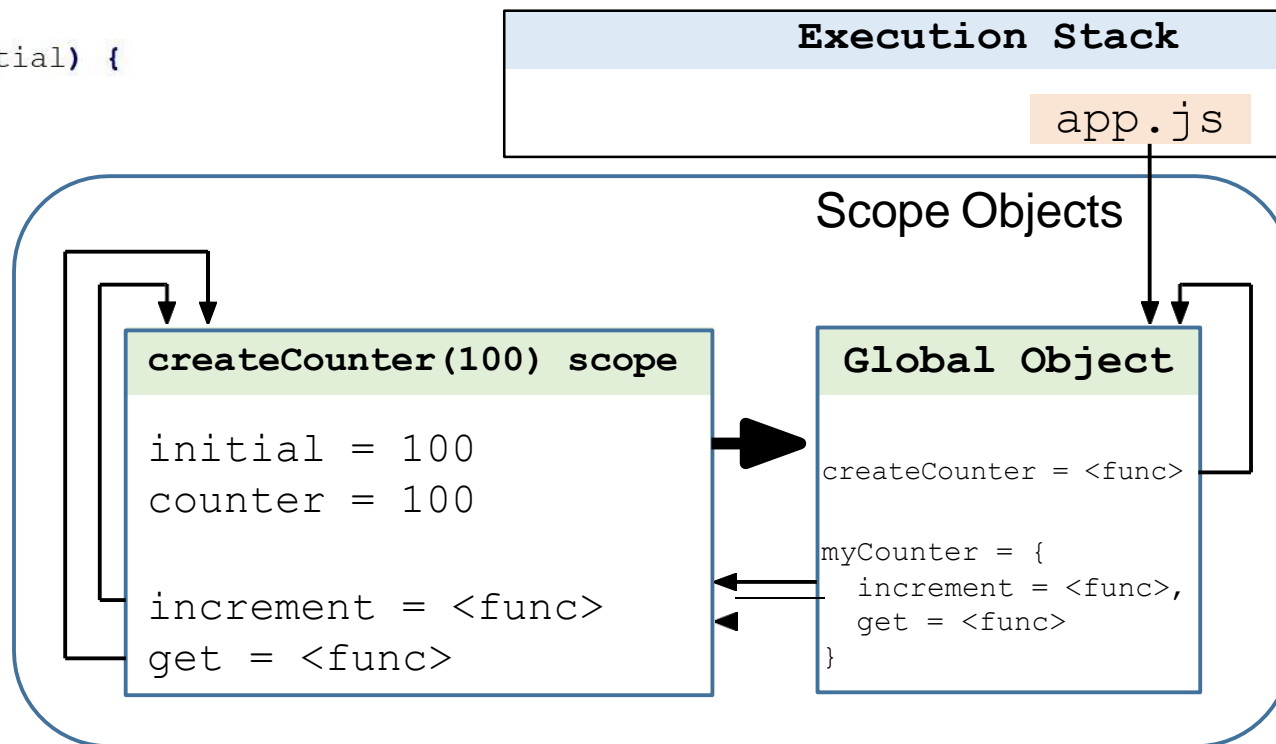 tial) {
Execution Stack
app.js
Scope Objects
createCounter(100) scope
initial = 100
counter = 100
increment = <func>
get = <func>
Global Object
createCounter = <func>
myCounter = {
increment = <func>,
get = <func>
}